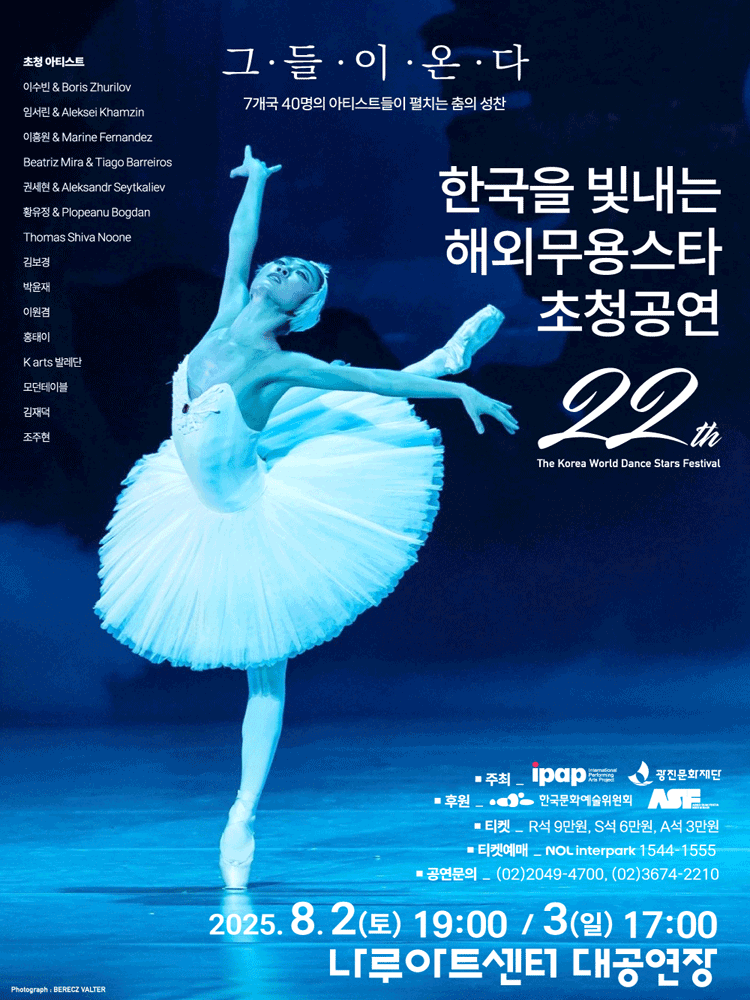 초청 아티스트
이수빈 & Boris Zhurilov
임서린 & Aleksei Khamzin
이홍원 & Marine Fernandez
Beatriz Mira & Tiago Barreiros
권세현 & Aleksandr Seytkaliev
황유정 & Plopeanu Bogdan
Thomas Shiva Noone
김보경
박윤재
이원겸
홍태이
K arts 발레단
모던테이블
김재덕
조주현
그·들·이·온·다
7개국 40명의 아티스트들이 펼치는 춤의 성찬
한국을 빛내는
해외무용스타
초청공연
22th
The Korea World Dance Stars Festival
■ 주최 _ ipap International Performing Arts Project 광진문화재단
■ 후원 _ 한국문화예술위원회
■ 티켓 _ R석 9만원, S석 6만원, A석 3만원
■ 티켓예매 _ NOL interpark 1544-1555
■ 공연문의 _ (02)2049-4700, (02)3674-2210
2025. 8. 2(토) 19:00 / 3(일) 17:00
나루아트센터 대공연장
Photograph : BERECZ VALTER